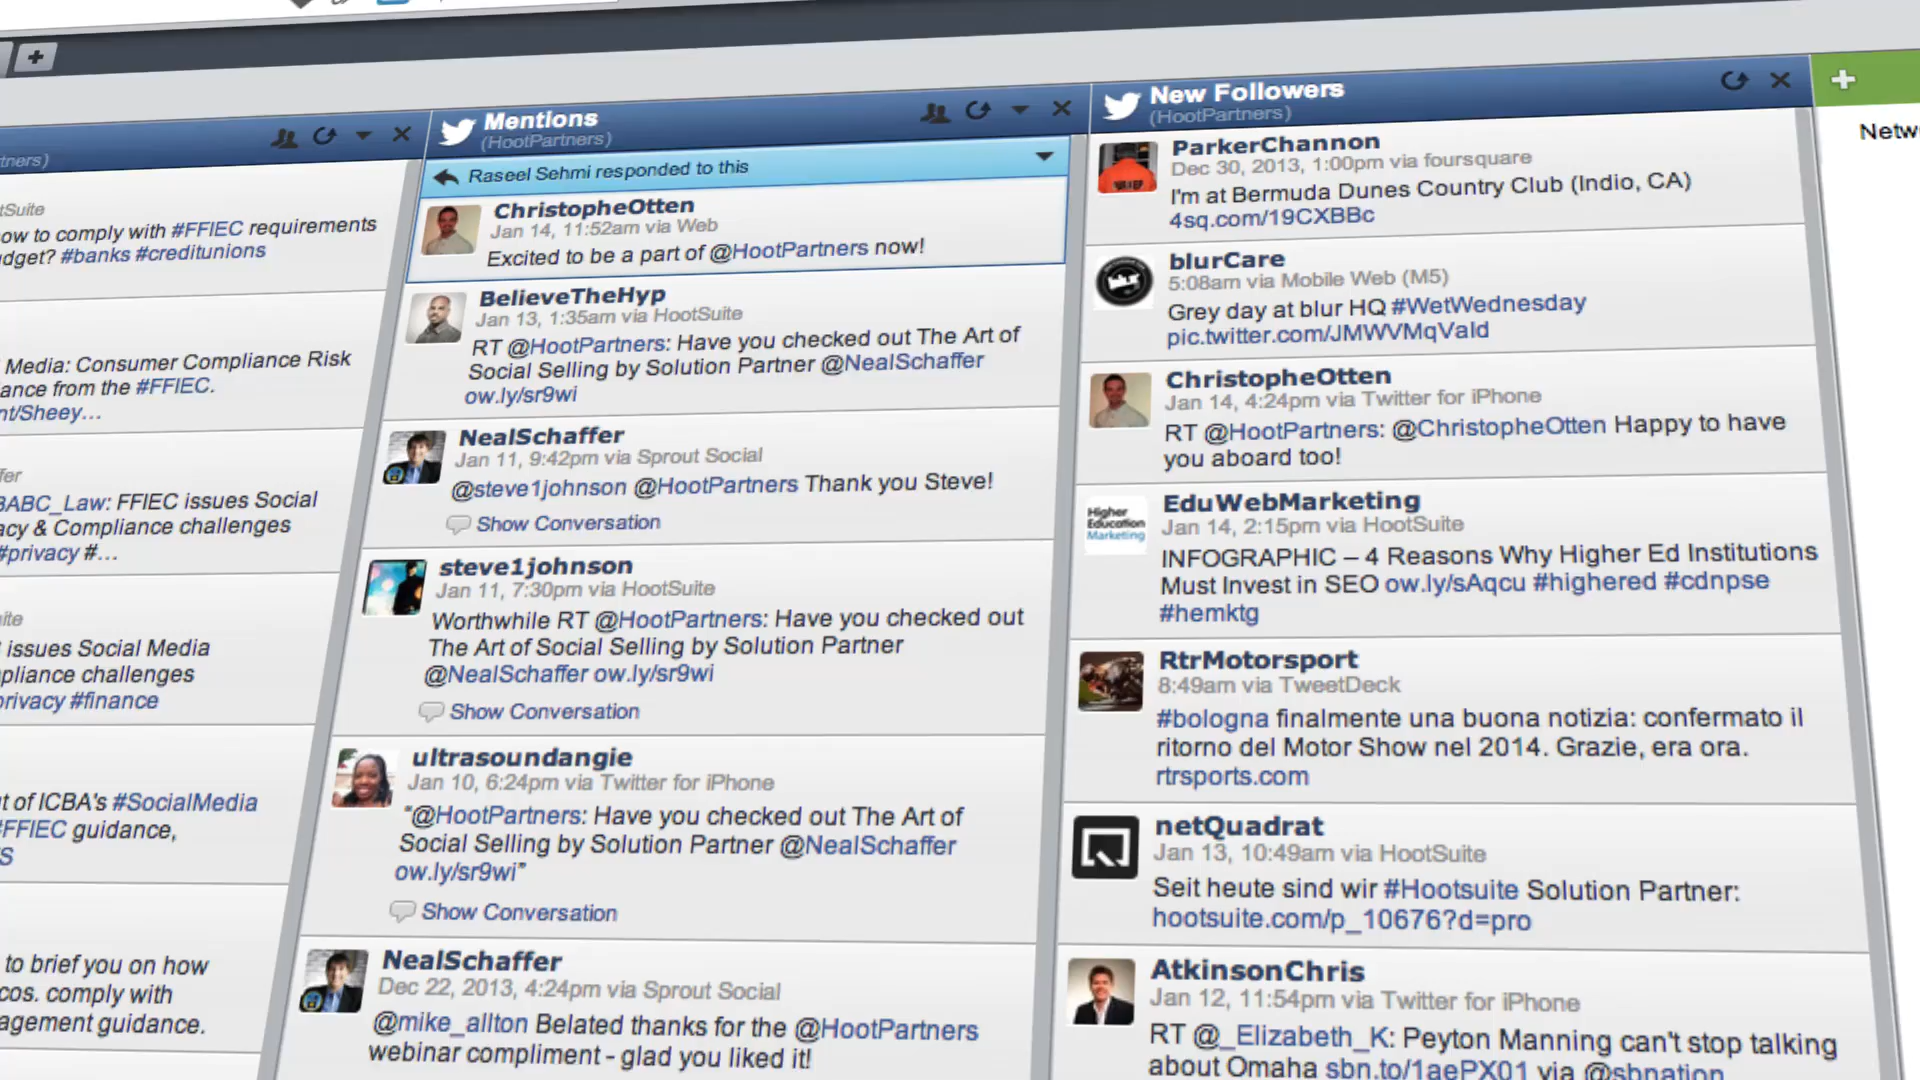 tners)
tSuite
ow to comply with #FFIEC requirements
dget? #banks #creditunions
Media: Consumer Compliance Risk
ance from the #FFIEC.
nt/Sheey...
ffer
BABC_Law: FFIEC issues Social
acy & Compliance challenges
#privacy #...
ite
issues Social Media
pliance challenges
rivacy #finance
t of ICBA's #SocialMedia
#FFIEC guidance,
to brief you on how
cos. comply with
agement guidance.
Mentions
(HootPartners)
Raseel Sehmi responded to this
ChristopheOtten
Jan 14, 11:52am via Web
Excited to be a part of @HootPartners now!
BelieveTheHyp
Jan 13, 1:35am via HootSuite
RT @HootPartners: Have you checked out The Art of
Social Selling by Solution Partner @NealSchaffer
ow.ly/sr9wi
NealSchaffer
Jan 11, 9:42pm via Sprout Social
@steve1johnson @HootPartners Thank you Steve!
Show Conversation
steve1johnson
Jan 11, 7:30pm via HootSuite
Worthwhile RT @HootPartners: Have you checked out
The Art of Social Selling by Solution Partner
@NealSchaffer ow.ly/sr9wi
Show Conversation
ultrasoundangie
Jan 10, 6:24pm via Twitter for iPhone
"@HootPartners: Have you checked out The Art of
Social Selling by Solution Partner @NealSchaffer
ow.ly/sr9wi"
Show Conversation
NealSchaffer
Dec 22, 2013, 4:24pm via Sprout Social
@mike_allton Belated thanks for the @HootPartners
webinar compliment - glad you liked it!
New Followers
(HootPartners)
ParkerChannon
Dec 30, 2013, 1:00pm via foursquare
I'm at Bermuda Dunes Country Club (Indio, CA)
4sq.com/19CXBBc
blurCare
5:08am via Mobile Web (M5)
Grey day at blur HQ #WetWednesday
pic.twitter.com/JMWVMqVaId
ChristopheOtten
Jan 14, 4:24pm via Twitter for iPhone
RT @HootPartners: @ChristopheOtten Happy to have
you aboard too!
Higher
Education
Marketing
EduWebMarketing
Jan 14, 2:15pm via HootSuite
INFOGRAPHIC – 4 Reasons Why Higher Ed Institutions
Must Invest in SEO ow.ly/sAqcu #highered #cdnpse
#hemktg
RtrMotorsport
8:49am via TweetDeck
#bologna finalmente una buona notizia: confermato il
ritorno del Motor Show nel 2014. Grazie, era ora.
rtrsports.com
netQuadrat
Jan 13, 10:49am via HootSuite
Seit heute sind wir #Hootsuite Solution Partner:
hootsuite.com/p_10676?d=pro
AtkinsonChris
Jan 12, 11:54pm via Twitter for iPhone
RT @_Elizabeth_K: Peyton Manning can't stop talking
about Omaha sbn.to/1aePX01 via @sbnation
Netw